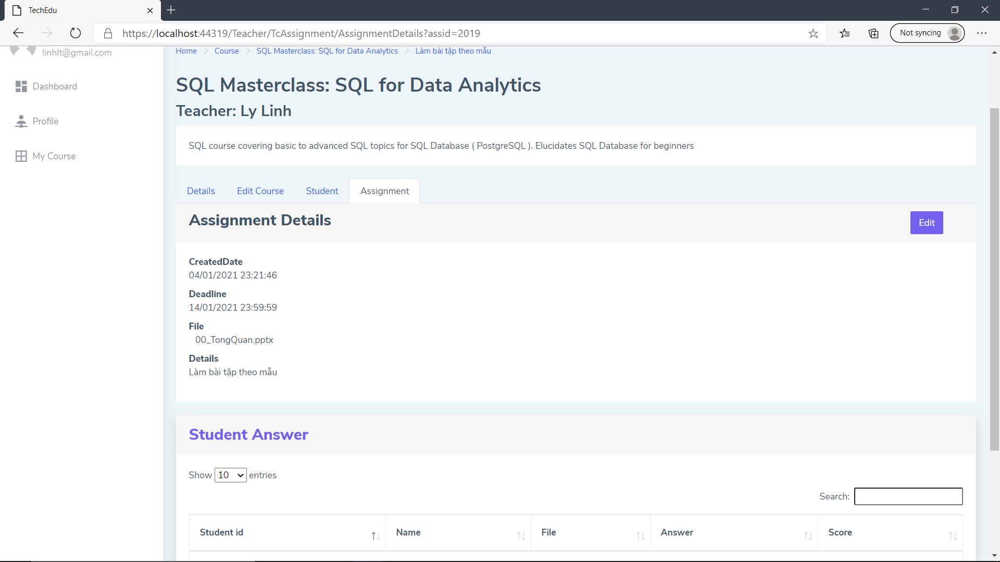 TechEdu
https://localhost:44319/Teacher/TcAssignment/AssignmentDetails?assid=2019
Not syncing
linhlt@gmail.com
Dashboard
Profile
My Course
Home Course SQL Masterclass: SQL for Data Analytics Làm bài tập theo mẫu
SQL Masterclass: SQL for Data Analytics
Teacher: Ly Linh
SQL course covering basic to advanced SQL topics for SQL Database ( PostgreSQL ). Elucidates SQL Database for beginners
Details Edit Course Student Assignment
Assignment Details
Edit
CreatedDate
04/01/2021 23:21:46
Deadline
14/01/2021 23:59:59
File
00_TongQuan.pptx
Details
Làm bài tập theo mẫu
Student Answer
Show 10 entries
Search:
Student id Name File Answer Score